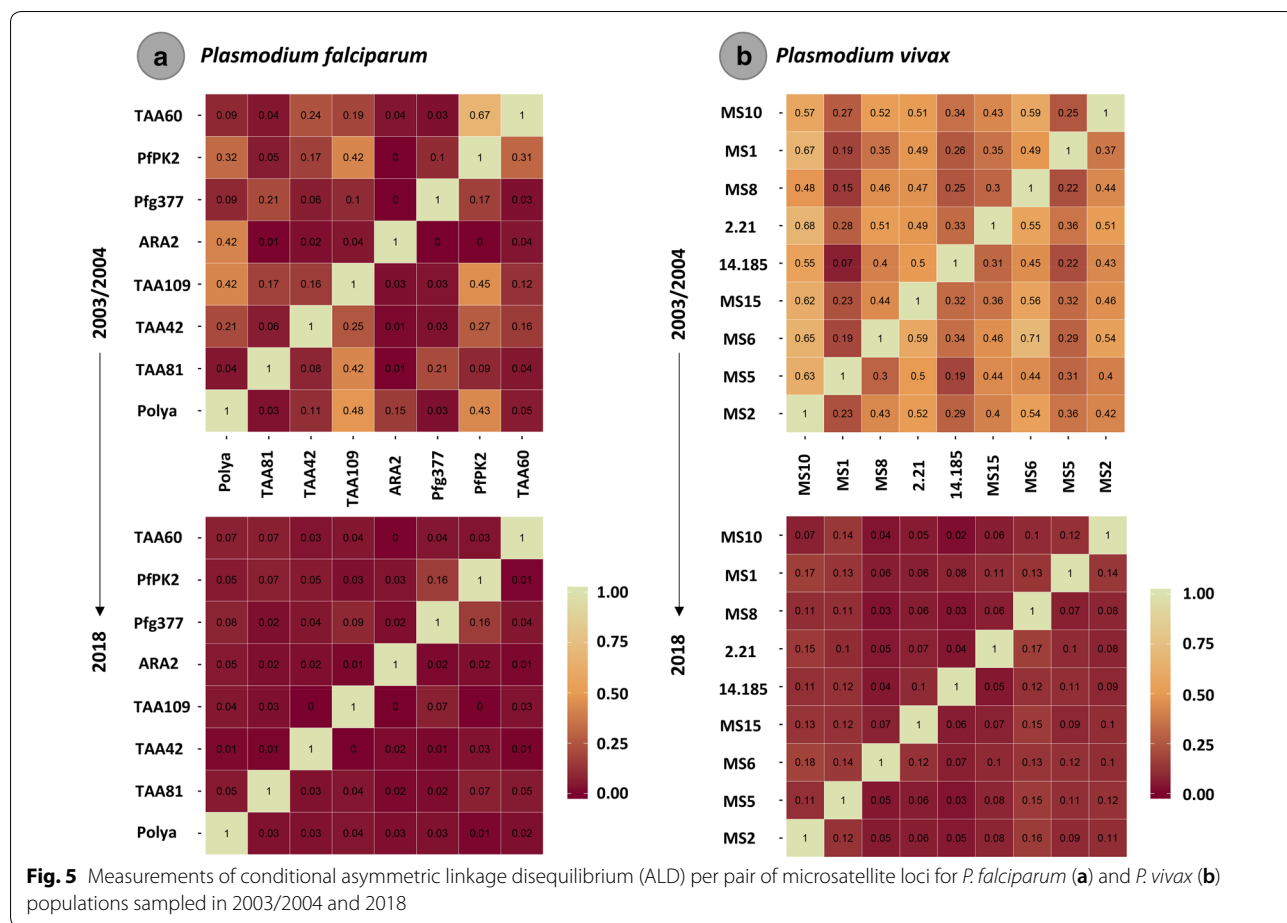 a Plasmodium falciparum
b Plasmodium vivax
2003/2004
2018
TAA60 - 0.09 0.04 0.24 0.19 0.04 0.03 0.67 1
PfPK2 - 0.32 0.05 0.17 0.42 0 0.1 1 0.31
Pfg377 - 0.09 0.21 0.06 0.1 0 1 0.17 0.03
ARA2 - 0.42 0.01 0.02 0.04 1 0 0 0.04
TAA109 - 0.42 0.17 0.16 1 0.03 0.03 0.45 0.12
TAA42 - 0.21 0.06 1 0.25 0.01 0.03 0.27 0.16
TAA81 - 0.04 1 0.08 0.42 0.01 0.21 0.09 0.04
Polya - 1 0.03 0.11 0.48 0.15 0.03 0.43 0.05
Polya TAA81 TAA42 TAA109 ARA2 Pfg377 PfPK2 TAA60
TAA60 - 0.07 0.07 0.03 0.04 0 0.04 0.03 1
PfPK2 - 0.05 0.07 0.05 0.03 0.03 0.16 1 0.01
Pfg377 - 0.08 0.02 0.04 0.09 0.02 1 0.16 0.04
ARA2 - 0.05 0.02 0.02 0.01 1 0.02 0.02 0.01
TAA109 - 0.04 0.03 0 1 0 0.07 0 0.03
TAA42 - 0.01 0.01 1 0 0.02 0.01 0.03 0.01
TAA81 - 0.05 1 0.03 0.04 0.02 0.02 0.07 0.05
Polya - 1 0.03 0.03 0.04 0.03 0.03 0.01 0.02
1.00
0.75
0.50
0.25
0.00
2003/2004
2018
MS10 - 0.57 0.27 0.52 0.51 0.34 0.43 0.59 0.25 1
MS1 - 0.67 0.19 0.35 0.49 0.26 0.35 0.49 1 0.37
MS8 - 0.48 0.15 0.46 0.47 0.25 0.3 1 0.22 0.44
2.21 - 0.68 0.28 0.51 0.49 0.33 1 0.55 0.36 0.51
14.185 - 0.55 0.07 0.4 0.5 1 0.31 0.45 0.22 0.43
MS15 - 0.62 0.23 0.44 1 0.32 0.36 0.56 0.32 0.46
MS6 - 0.65 0.19 1 0.59 0.34 0.46 0.71 0.29 0.54
MS5 - 0.63 1 0.3 0.5 0.19 0.44 0.44 0.31 0.4
MS2 - 1 0.23 0.43 0.52 0.29 0.4 0.54 0.36 0.42
MS10 MS1 MS8 2.21 14.185 MS15 MS6 MS5 MS2
MS10 - 0.07 0.14 0.04 0.05 0.02 0.06 0.1 0.12 1
MS1 - 0.17 0.13 0.06 0.06 0.08 0.11 0.13 1 0.14
MS8 - 0.11 0.11 0.03 0.06 0.03 0.06 1 0.07 0.08
2.21 - 0.15 0.1 0.05 0.07 0.04 1 0.17 0.1 0.08
14.185 - 0.11 0.12 0.04 0.1 1 0.05 0.12 0.11 0.09
MS15 - 0.13 0.12 0.07 1 0.06 0.07 0.15 0.09 0.1
MS6 - 0.18 0.14 1 0.12 0.07 0.1 0.13 0.12 0.1
MS5 - 0.11 1 0.05 0.06 0.03 0.08 0.15 0.11 0.12
MS2 - 1 0.12 0.05 0.06 0.05 0.08 0.16 0.09 0.11
1.00
0.75
0.50
0.25
0.00
Fig. 5 Measurements of conditional asymmetric linkage disequilibrium (ALD) per pair of microsatellite loci for P. falciparum (a) and P. vivax (b)
populations sampled in 2003/2004 and 2018